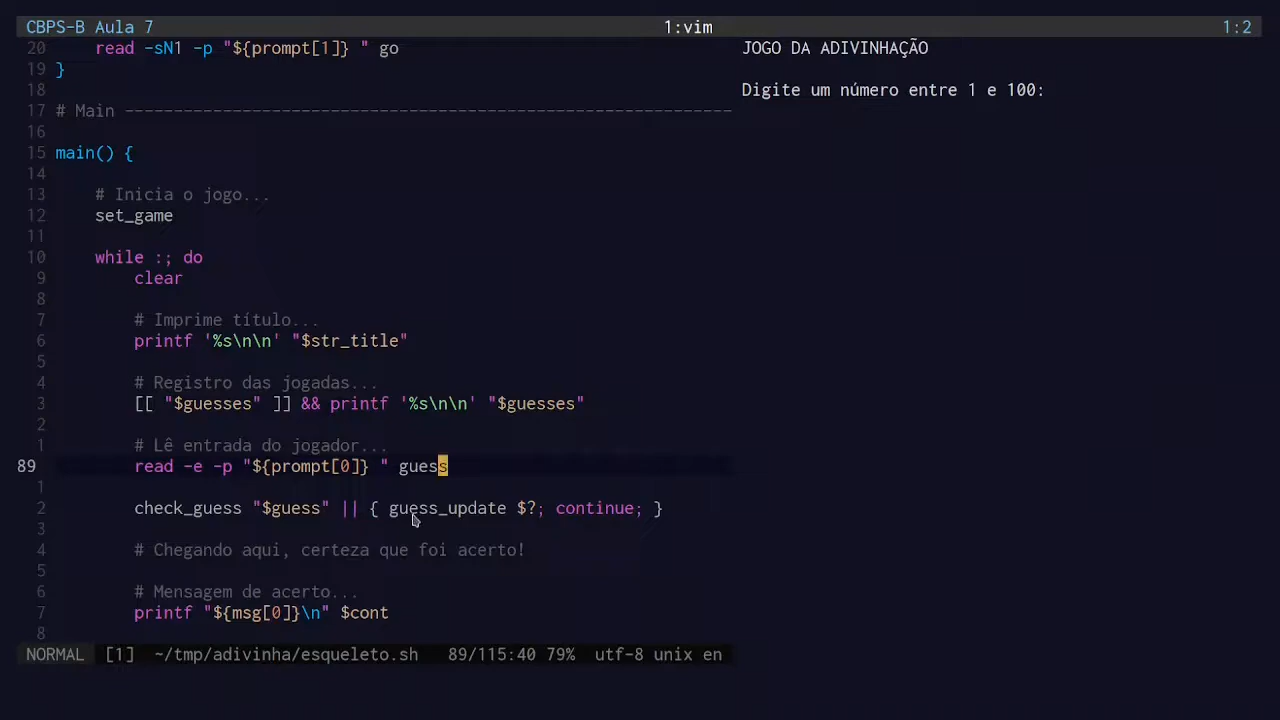 CBPS-B Aula 7 1:vim 1:2
20 read -sN1 -p "${prompt[1]} " go
19 }
18
17 # Main --------------------------------------------------------------
16
15 main() {
14
13 # Inicia o jogo...
12 set_game
11
10 while :; do
9 clear
8
7 # Imprime título...
6 printf '%s\n\n' "$str_title"
5
4 # Registro das jogadas...
3 [[ "$guesses" ]] && printf '%s\n\n' "$guesses"
2
1 # Lê entrada do jogador...
89 read -e -p "${prompt[0]} " guess
1
2 check_guess "$guess" || { guess_update $?; continue; }
3
4 # Chegando aqui, certeza que foi acerto!
5
6 # Mensagem de acerto...
7 printf "${msg[0]}\n" $cont
8
NORMAL [1] ~/tmp/adivinha/esqueleto.sh 89/115:40 79% utf-8 unix en
JOGO DA ADIVINHAÇÃO
Digite um número entre 1 e 100: